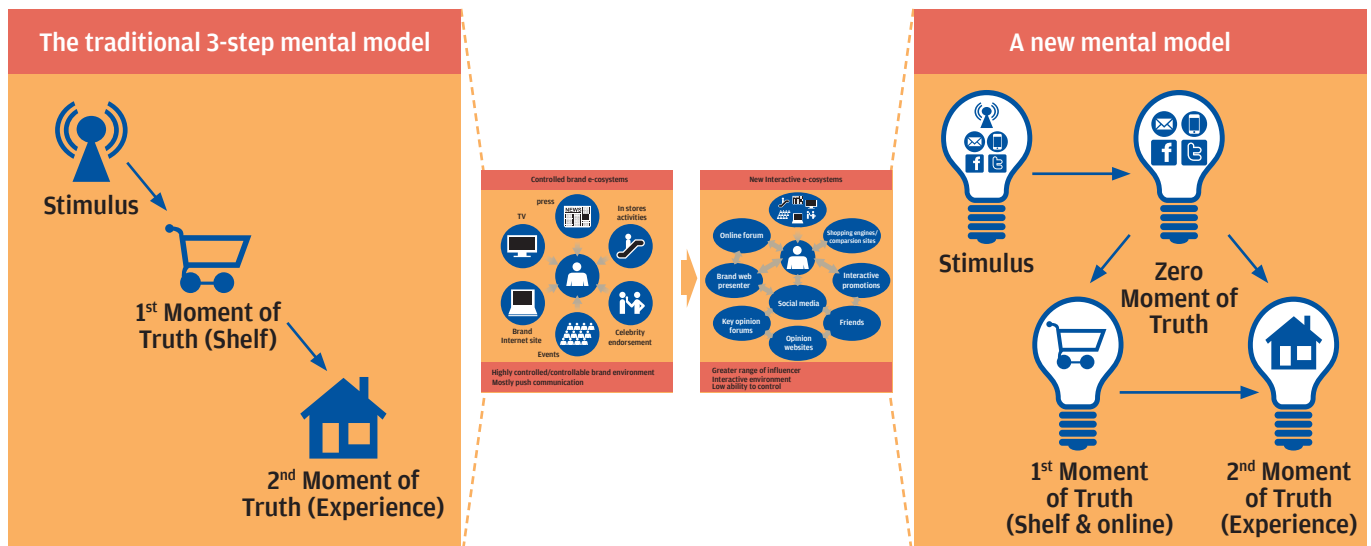 The traditional 3-step mental model
Stimulus
1st Moment of
Truth (Shelf)
2nd Moment of
Truth (Experience)
Controlled brand e-cosystems
press
NEWS
TV
In stores
activities
Brand
Internet site
Events
Celebrity
endorsement
Highly controlled/controllable brand environment
Mostly push communication
New Interactive e-cosystems
Online forum
Shopping engines/
comparsion sites
Brand web
presenter
Interactive
promotions
Social media
Key opinion
forums
Friends
Opinion
websites
Greater range of influencer
Interactive environment
Low ability to control
A new mental model
f t
Stimulus
f t
Zero
Moment of
Truth
1st Moment
of Truth
(Shelf & online)
2nd Moment
of Truth
(Experience)